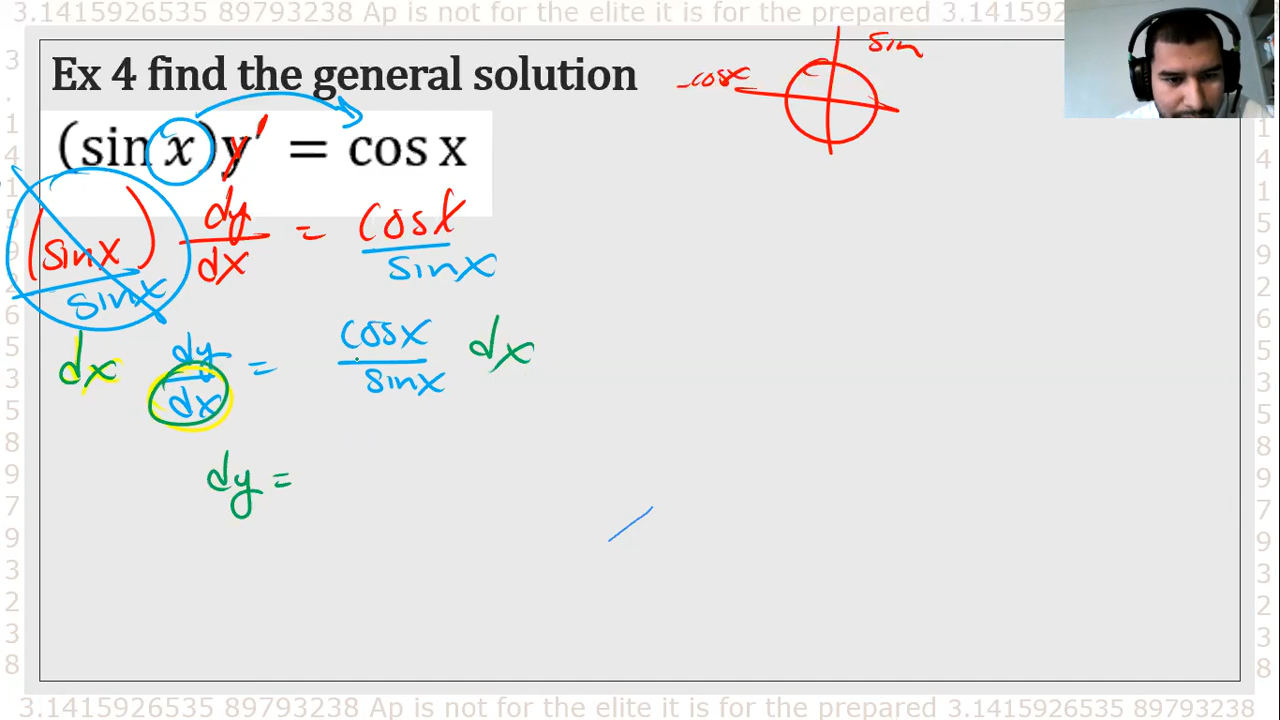 3.1415926535 89793238 Ap is not for the elite it is for the prepared 3.1415926535 89793238
Ex 4 find the general solution
sin
-cosx
(sin x)y' = cos x
(sinx) dy = cosx
sinx dx sinx
dx dy = cosx dx
dx sinx
dy =
3.1415926535 89793238 Ap is not for the elite it is for the prepared 3.1415926535 89793238